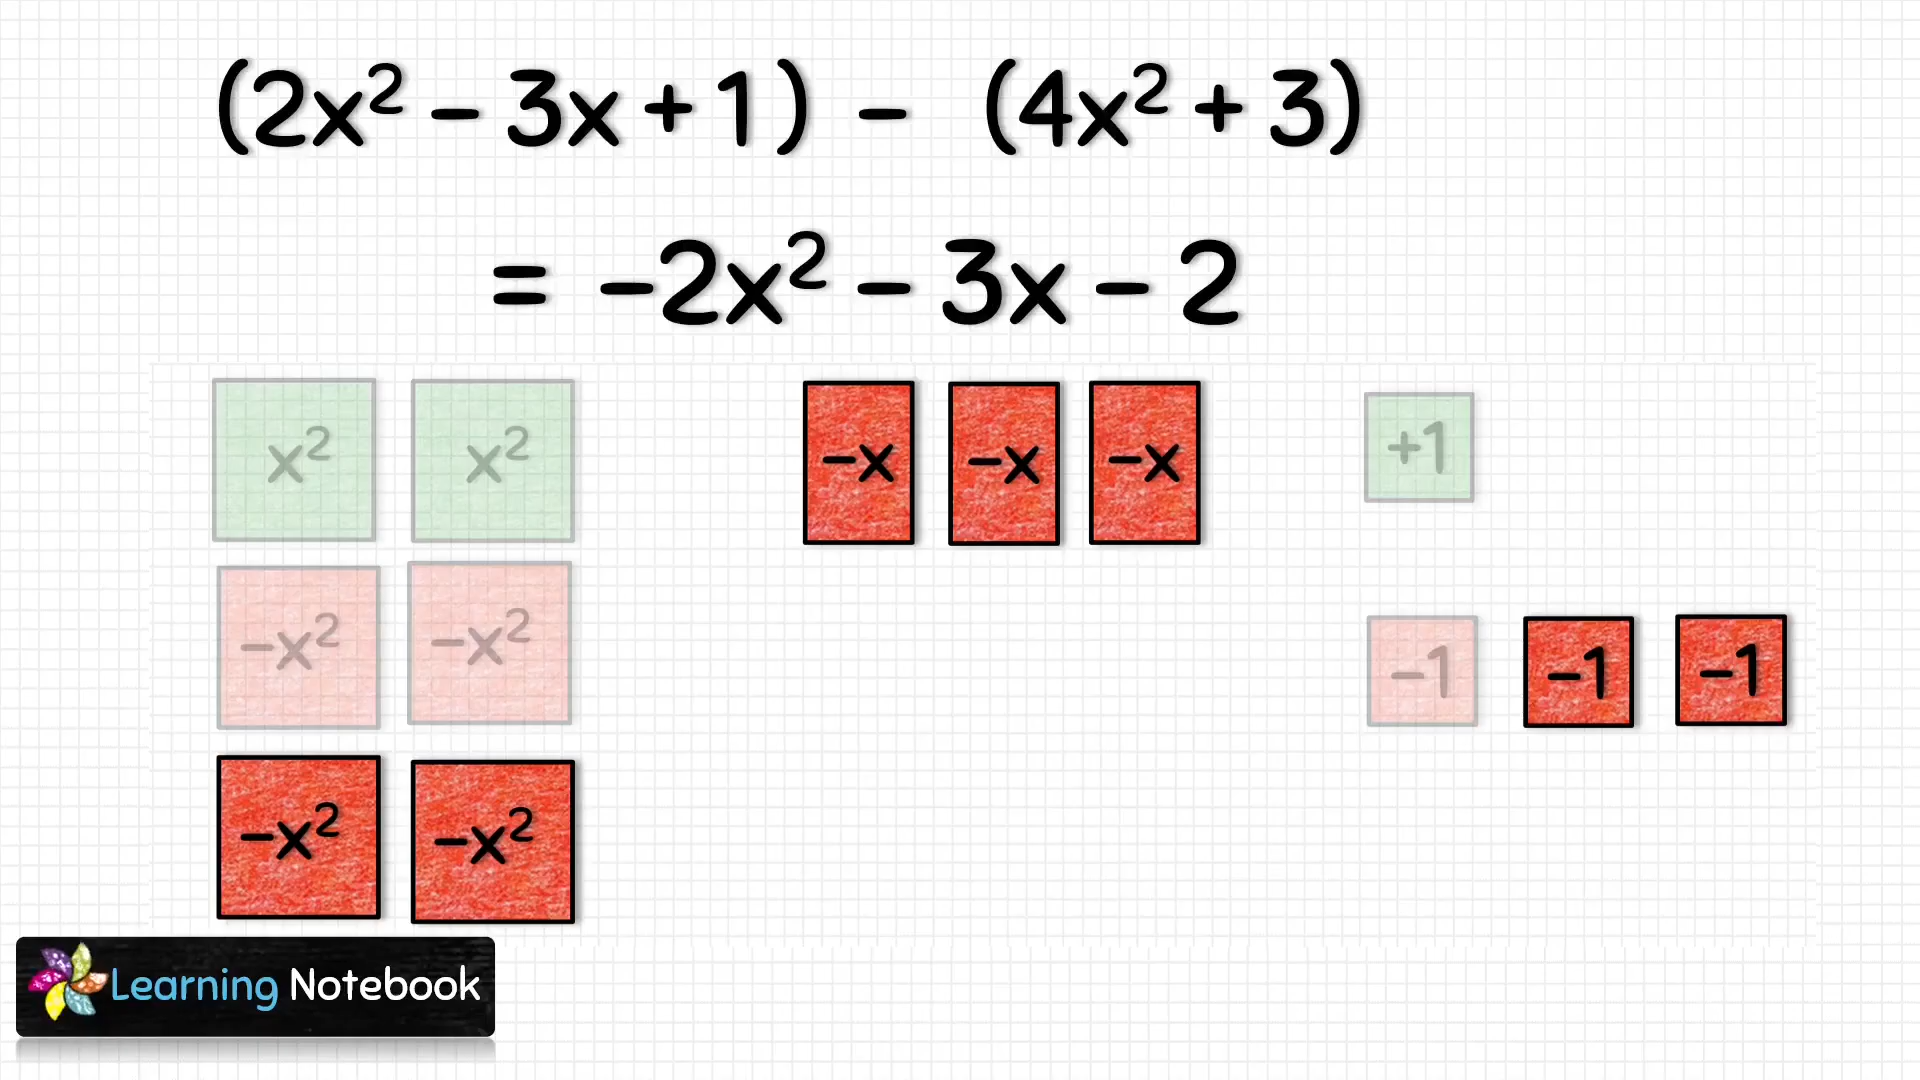 (2x² – 3x + 1) – (4x² + 3)
= –2x² – 3x – 2
x² x² –x –x –x +1
–x² –x² –1 –1 –1
–x² –x²
Learning Notebook